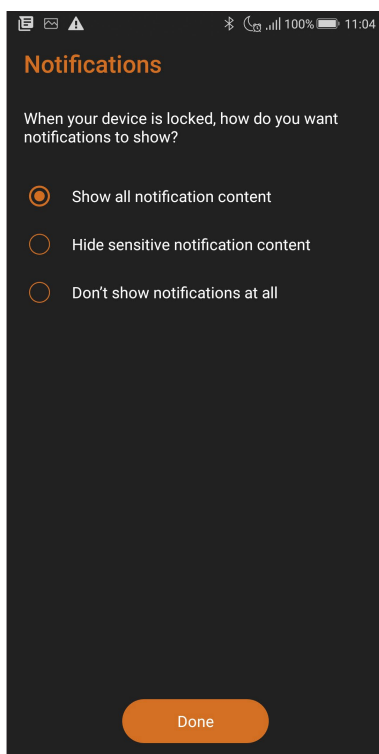 100% 11:04
Notifications
When your device is locked, how do you want
notifications to show?
Show all notification content
Hide sensitive notification content
Don't show notifications at all
Done